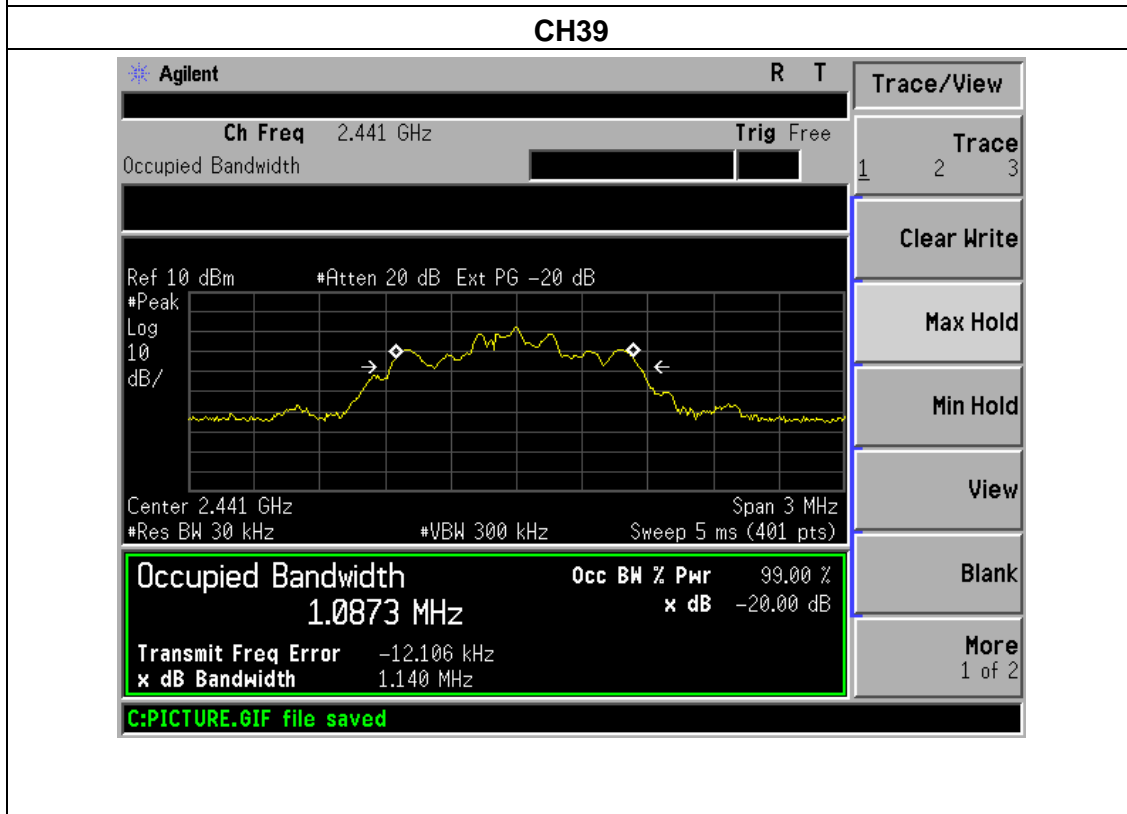 CH39
Agilent R T
Trace/View
Ch Freq 2.441 GHz Trig Free
Occupied Bandwidth
Trace
1 2 3
Clear Write
Ref 10 dBm #Atten 20 dB Ext PG -20 dB
#Peak
Log
10
dB/
Max Hold
Min Hold
View
Center 2.441 GHz Span 3 MHz
#Res BW 30 kHz #VBW 300 kHz Sweep 5 ms (401 pts)
Occupied Bandwidth Occ BW % Pwr 99.00 %
1.0873 MHz x dB -20.00 dB
Blank
Transmit Freq Error -12.106 kHz
x dB Bandwidth 1.140 MHz
More
1 of 2
C:PICTURE.GIF file saved